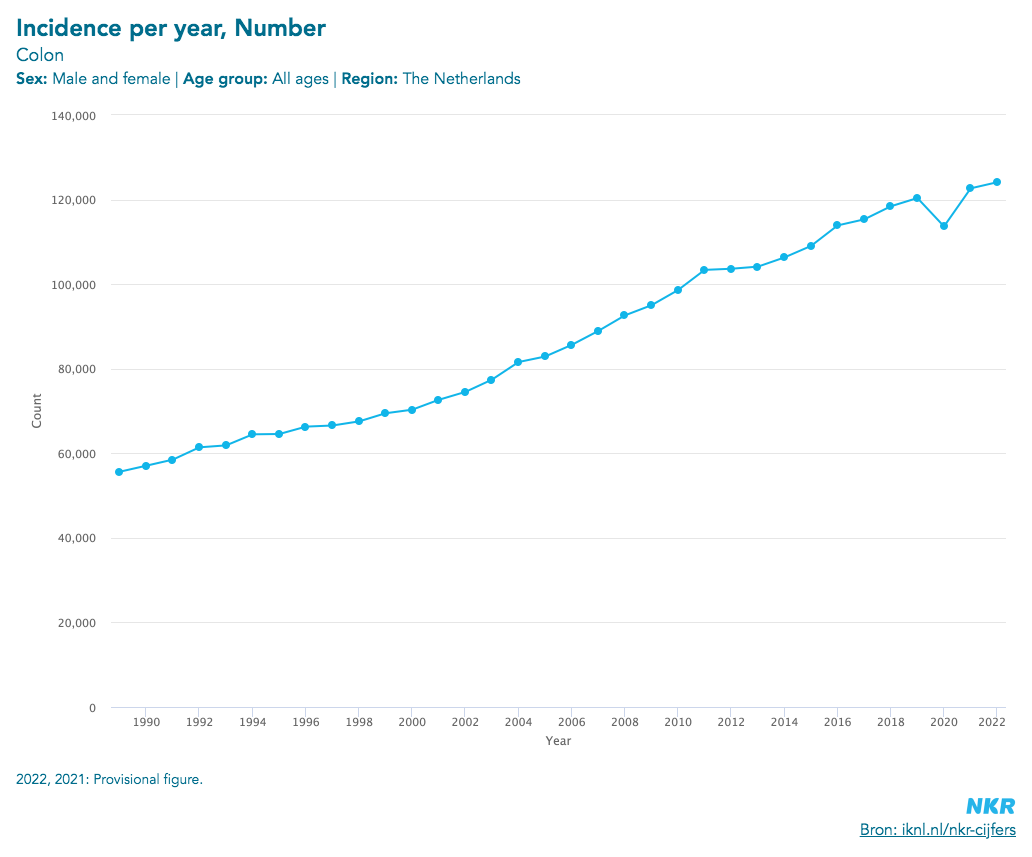 Incidence per year, Number
Colon
Sex: Male and female | Age group: All ages | Region: The Netherlands
140,000
120,000
100,000
80,000
60,000
40,000
20,000
0
Count
1990 1992 1994 1996 1998 2000 2002 2004 2006 2008 2010 2012 2014 2016 2018 2020 2022
Year
2022, 2021: Provisional figure.
NKR
Bron: iknl.nl/nkr-cijfers